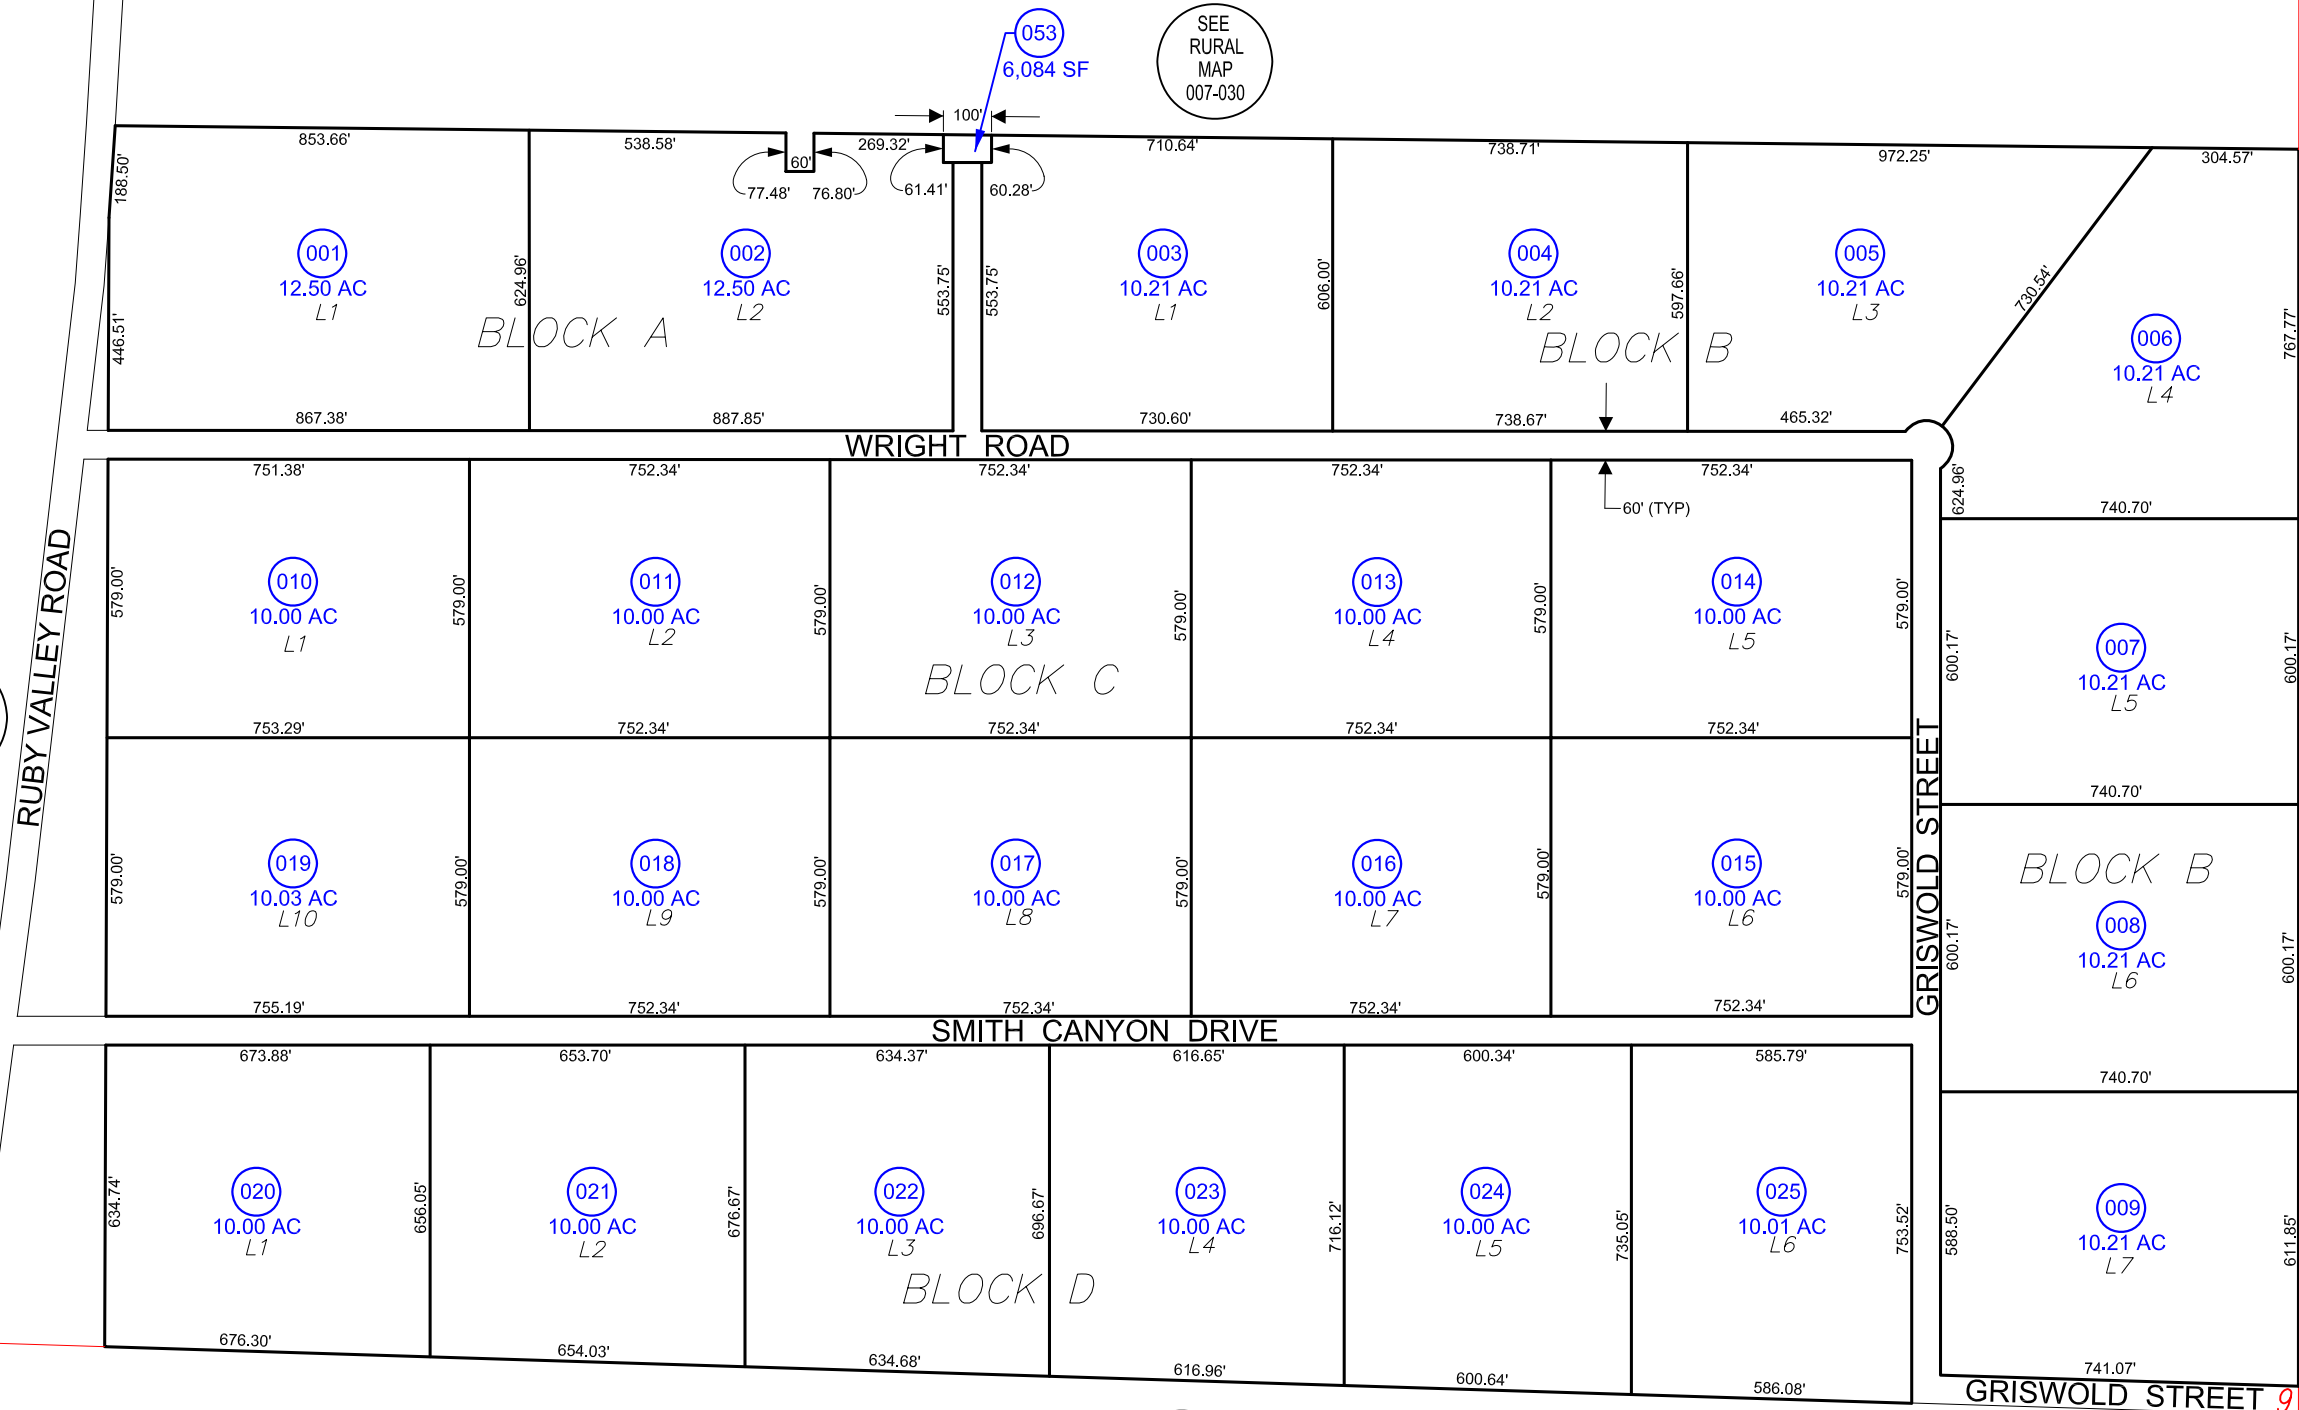 053
6,084 SF
SEE
RURAL
MAP
007-030
100'
853.66'
538.58'
60'
269.32'
710.64'
738.71'
972.25'
304.57'
188.50'
77.48'
76.80'
61.41'
60.28'
001
12.50 AC
L1
002
12.50 AC
L2
003
10.21 AC
L1
004
10.21 AC
L2
005
10.21 AC
L3
006
10.21 AC
L4
446.51'
624.96'
553.75'
553.75'
606.00'
597.66'
730.54'
767.77'
BLOCK A
BLOCK B
867.38'
887.85'
730.60'
738.67'
465.32'
WRIGHT ROAD
751.38'
752.34'
752.34'
752.34'
752.34'
624.96'
60' (TYP)
740.70'
RUBY VALLEY ROAD
579.00'
010
10.00 AC
L1
579.00'
011
10.00 AC
L2
579.00'
012
10.00 AC
L3
579.00'
013
10.00 AC
L4
579.00'
014
10.00 AC
L5
579.00'
600.17'
007
10.21 AC
L5
600.17'
BLOCK C
753.29'
752.34'
752.34'
752.34'
752.34'
GRISWOLD STREET
740.70'
579.00'
019
10.03 AC
L10
579.00'
018
10.00 AC
L9
579.00'
017
10.00 AC
L8
579.00'
016
10.00 AC
L7
579.00'
015
10.00 AC
L6
579.00'
BLOCK B
600.17'
008
10.21 AC
L6
600.17'
755.19'
752.34'
752.34'
752.34'
752.34'
SMITH CANYON DRIVE
673.88'
653.70'
634.37'
616.65'
600.34'
585.79'
740.70'
634.74'
020
10.00 AC
L1
656.05'
021
10.00 AC
L2
676.67'
022
10.00 AC
L3
696.67'
023
10.00 AC
L4
716.12'
024
10.00 AC
L5
735.05'
025
10.01 AC
L6
753.52'
588.50'
009
10.21 AC
L7
611.85'
BLOCK D
676.30'
654.03'
634.68'
616.96'
600.64'
586.08'
741.07'
GRISWOLD STREET
9